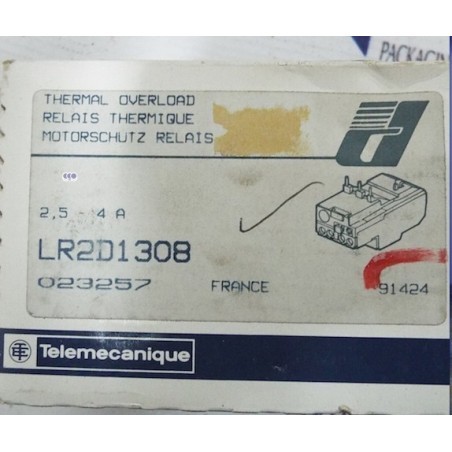 PACKAGIN
THERMAL OVERLOAD
RELAIS THERMIQUE
MOTORSCHUTZ RELAIS
2,5 - 4 A
LR2D1308
023257
FRANCE
91424
Telemecanique